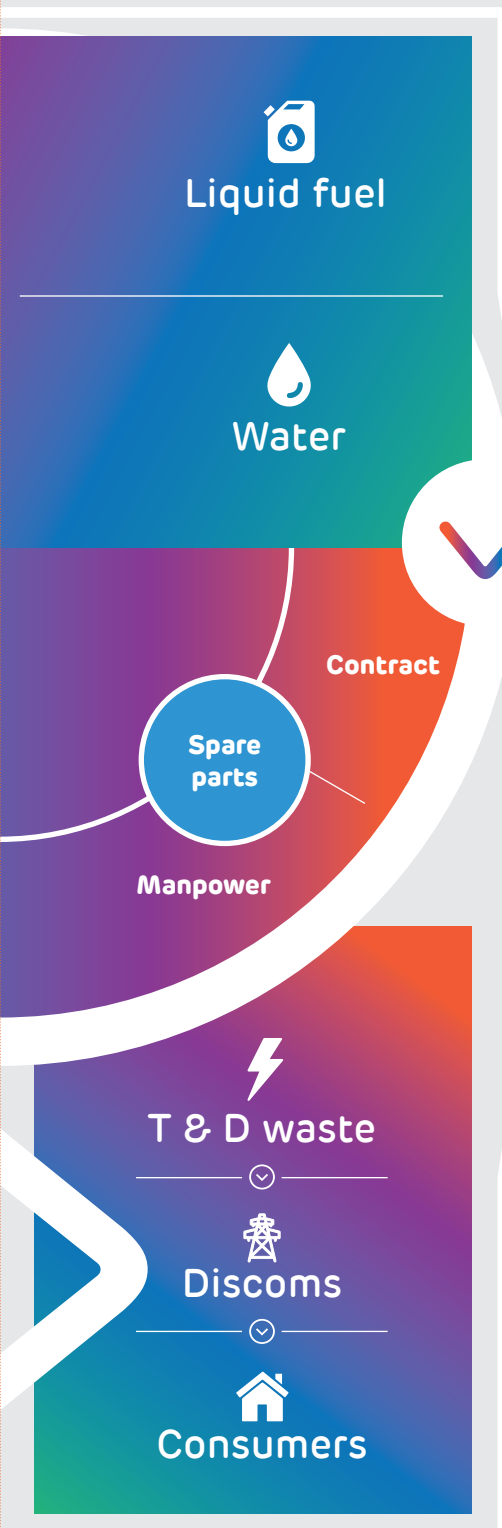 Liquid fuel
Water
Contract
Spare
parts
Manpower
T & D waste
Discoms
Consumers